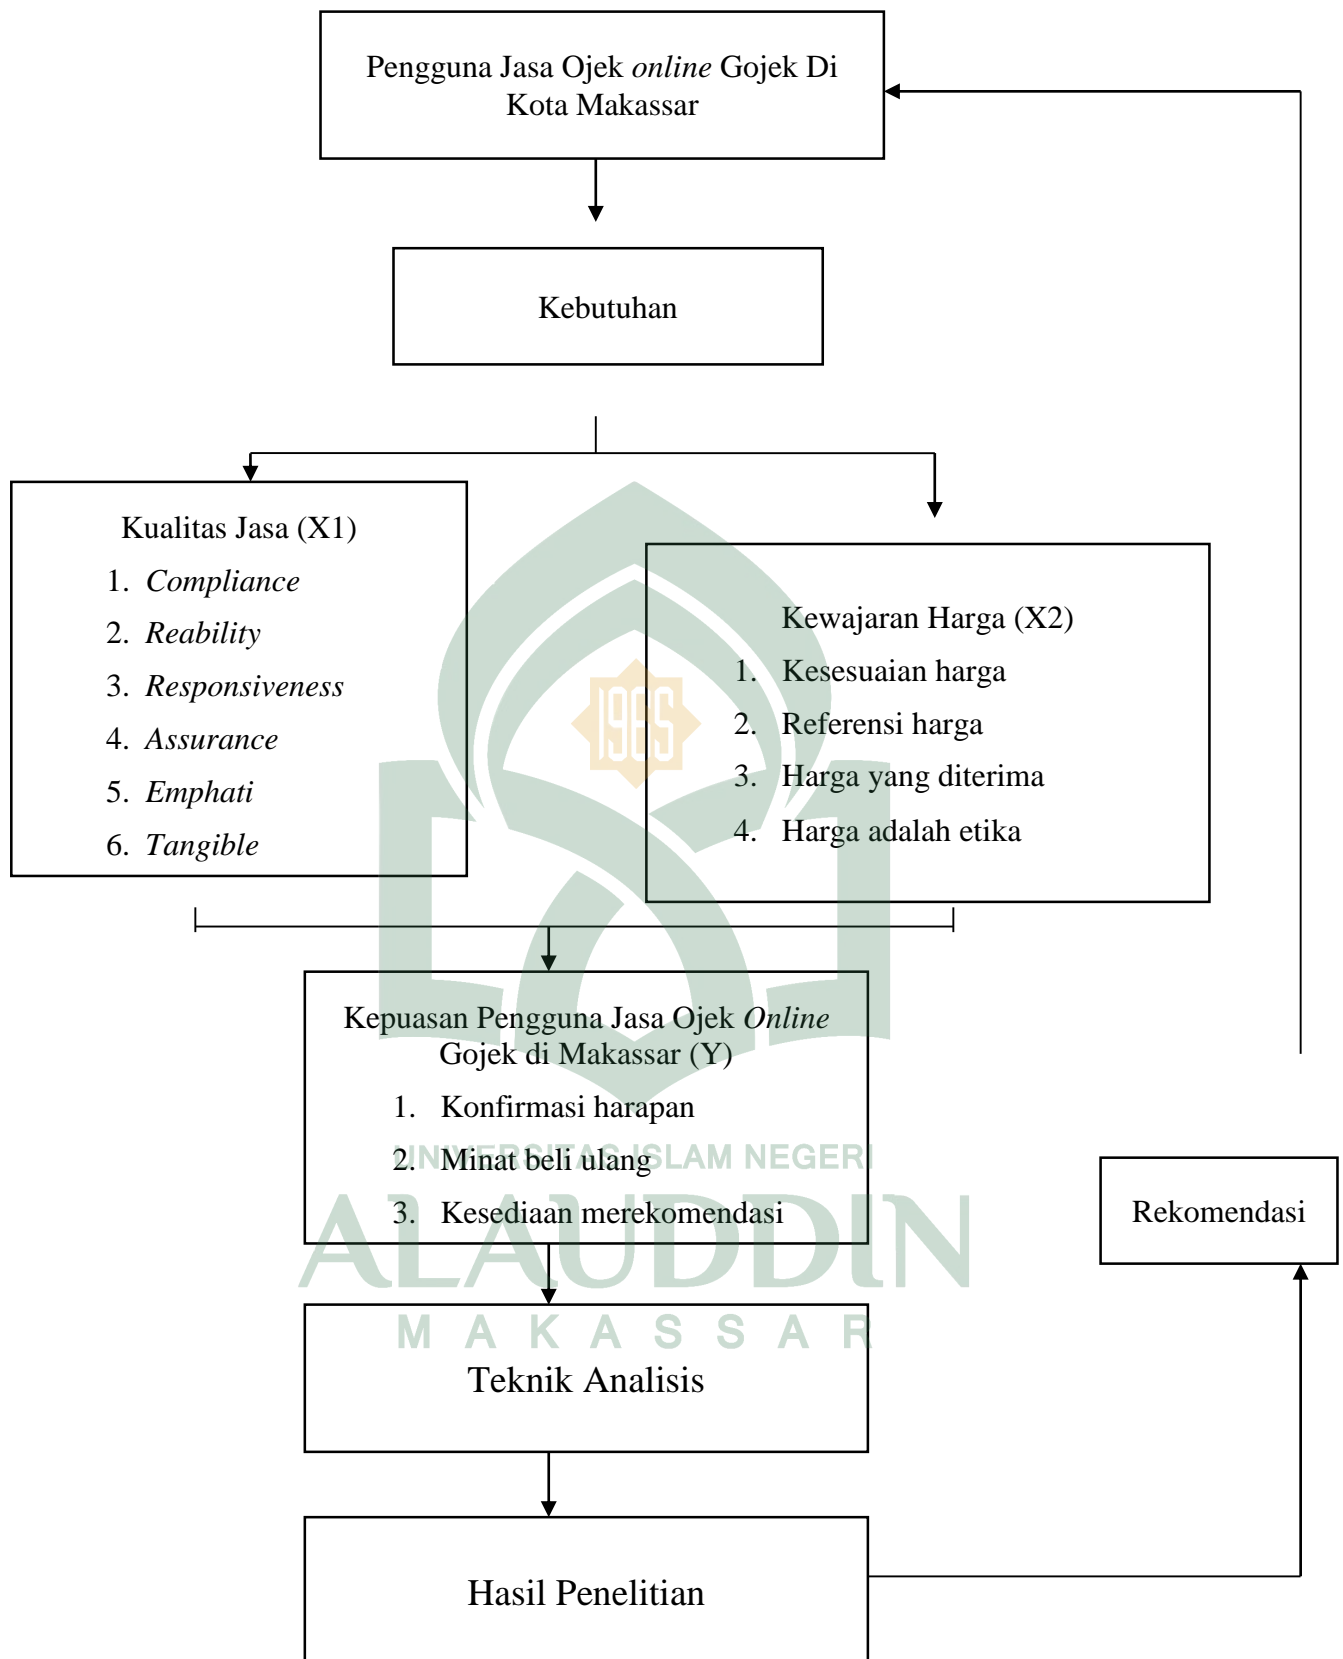 Pengguna Jasa Ojek online Gojek Di
Kota Makassar
Kebutuhan
Kualitas Jasa (X1)
1. Compliance
2. Reability
3. Responsiveness
4. Assurance
5. Emphati
6. Tangible
Kewajaran Harga (X2)
1. Kesesuaian harga
2. Referensi harga
3. Harga yang diterima
4. Harga adalah etika
1965
Kepuasan Pengguna Jasa Ojek Online
Gojek di Makassar (Y)
1. Konfirmasi harapan
2. Minat beli ulang
3. Kesediaan merekomendasi
UNIVERSITAS ISLAM NEGERI
ALAUDDIN
MAKASSAR
Rekomendasi
Teknik Analisis
Hasil Penelitian